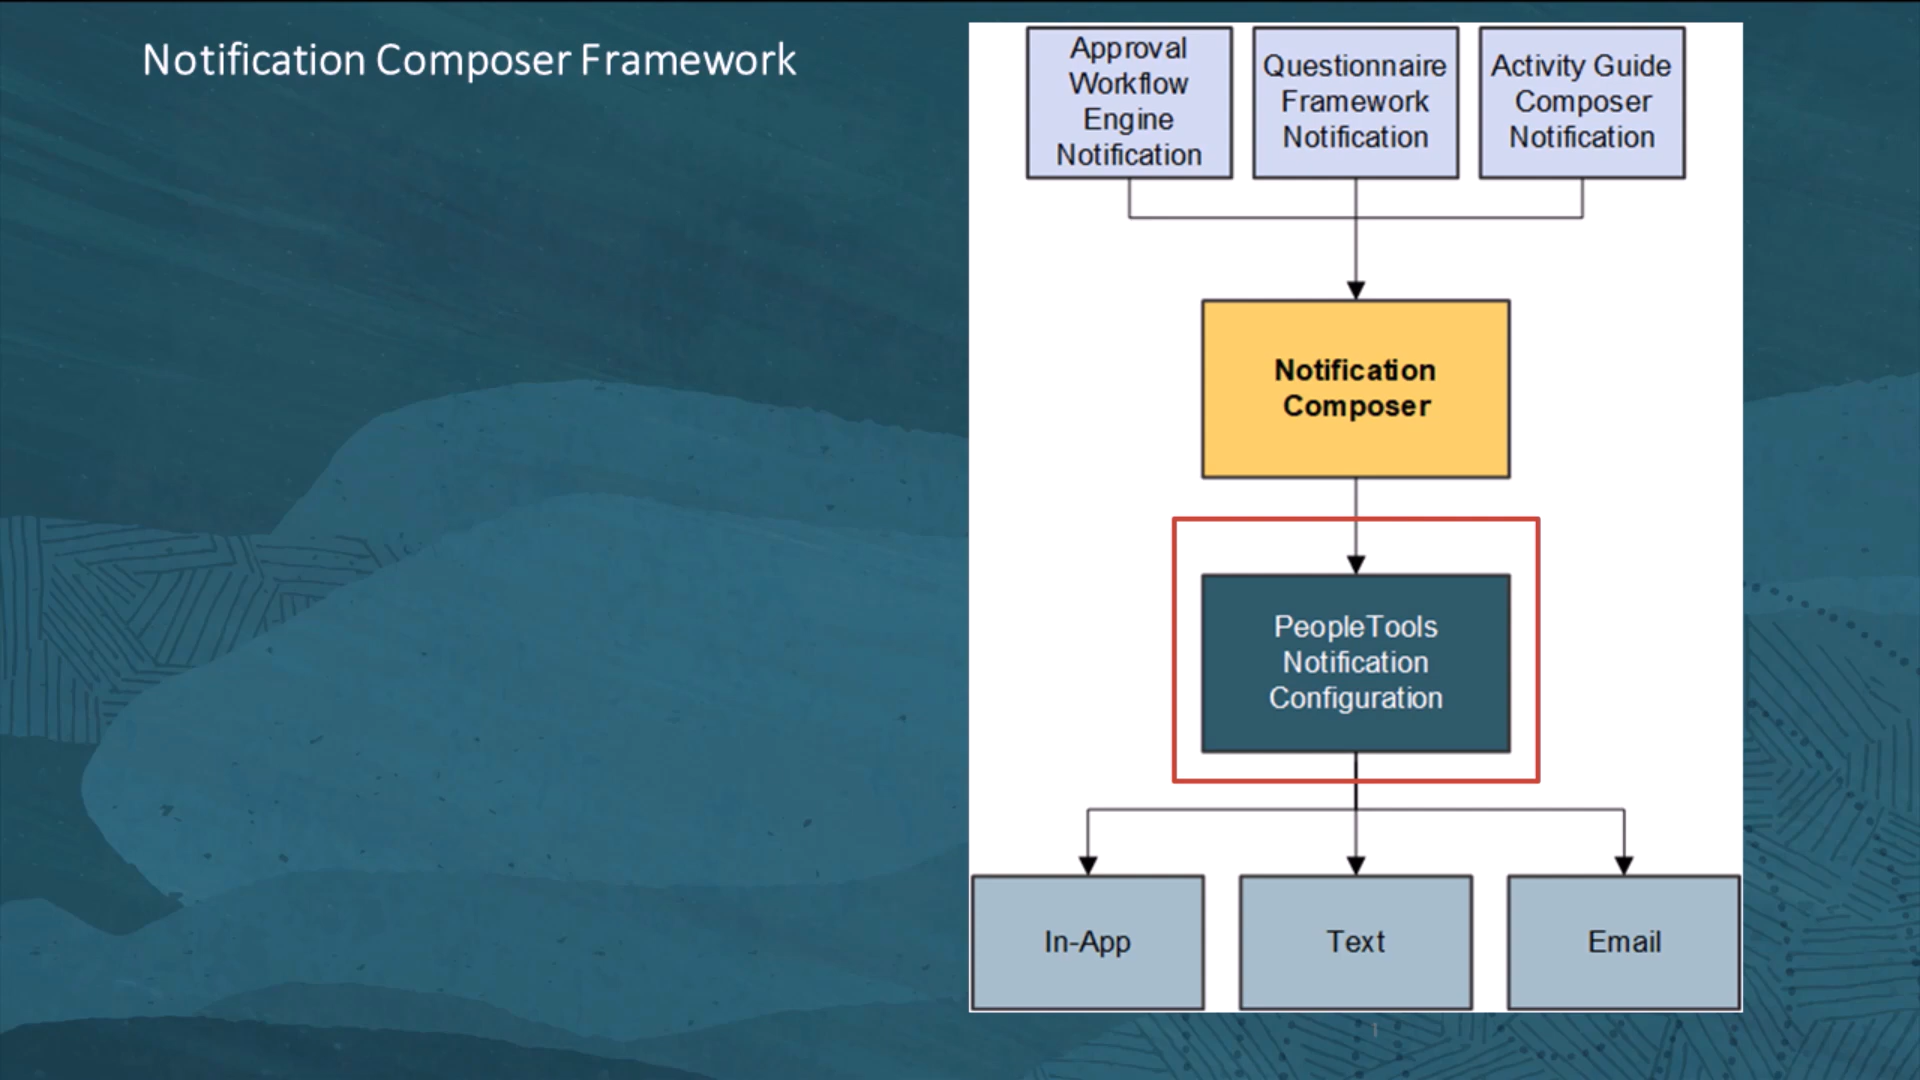 Notification Composer Framework
Approval
Workflow
Engine
Notification
Questionnaire
Framework
Notification
Activity Guide
Composer
Notification
Notification
Composer
PeopleTools
Notification
Configuration
In-App
Text
Email
1